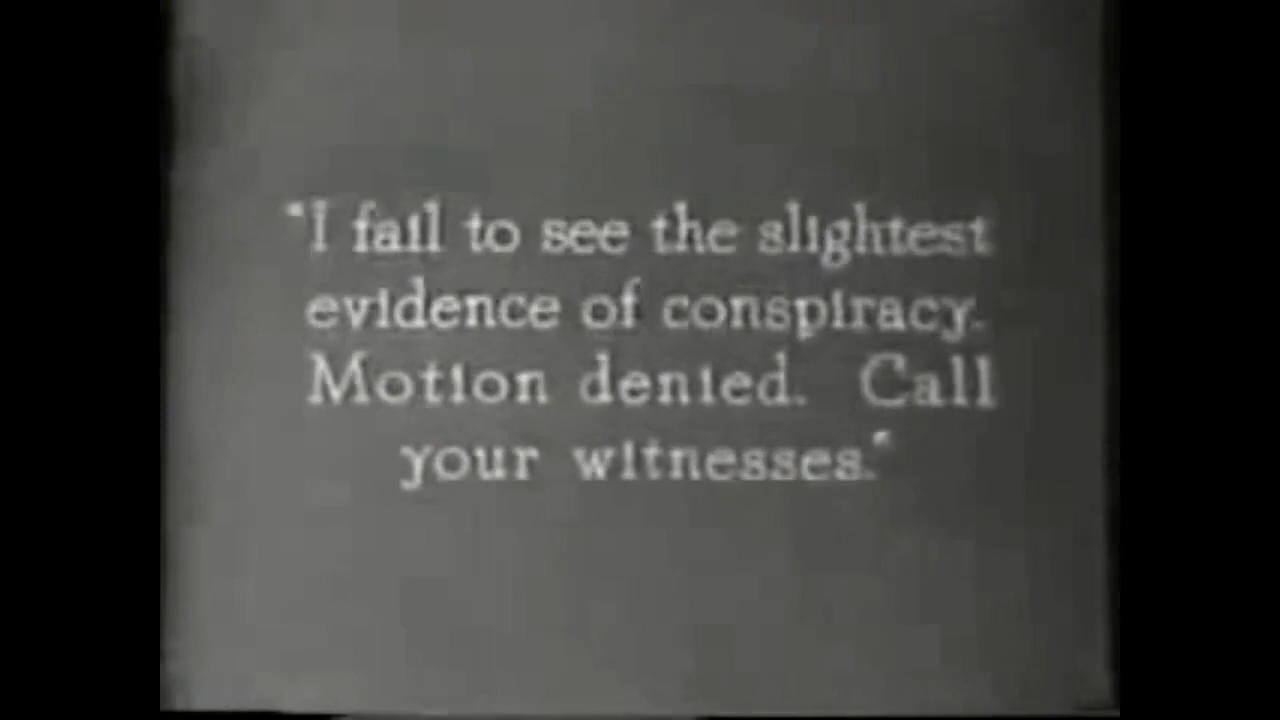 "I fail to see the slightest
evidence of conspiracy.
Motion denied. Call
your witnesses."